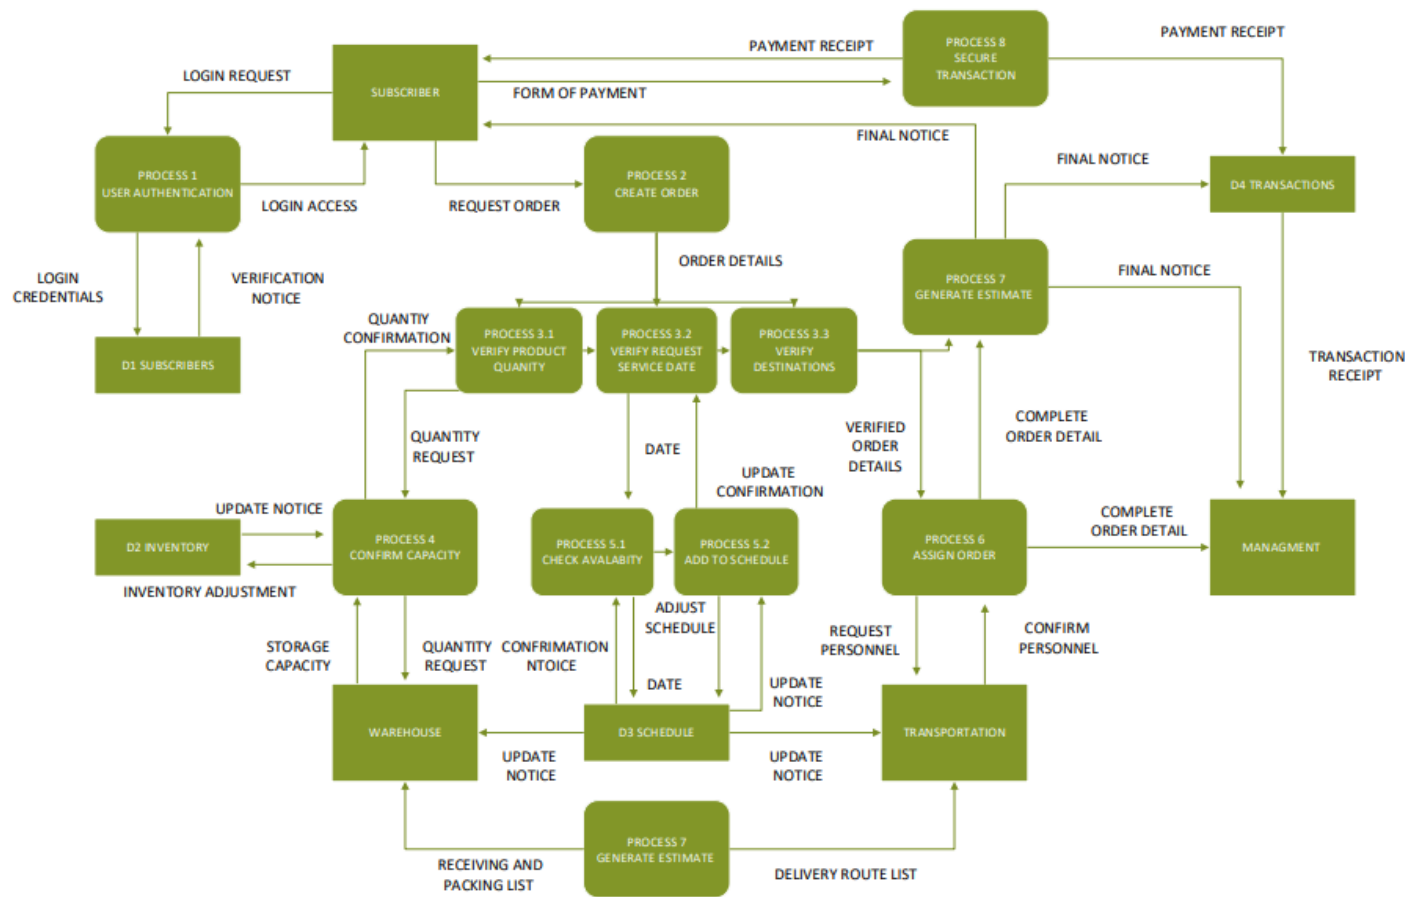 PAYMENT RECEIPT
PROCESS 8
SECURE
TRANSACTION
PAYMENT RECEIPT
LOGIN REQUEST
SUBSCRIBER
FORM OF PAYMENT
FINAL NOTICE
FINAL NOTICE
PROCESS 1
USER AUTHENTICATION
LOGIN ACCESS
REQUEST ORDER
PROCESS 2
CREATE ORDER
D4 TRANSACTIONS
LOGIN
CREDENTIALS
VERIFICATION
NOTICE
ORDER DETAILS
PROCESS 7
GENERATE ESTIMATE
FINAL NOTICE
QUANTIY
CONFIRMATION
PROCESS 3.1
VERIFY PRODUCT
QUANITY
PROCESS 3.2
VERIFY REQUEST
SERVICE DATE
PROCESS 3.3
VERIFY
DESTINATIONS
D1 SUBSCRIBERS
TRANSACTION
RECEIPT
QUANTITY
REQUEST
DATE
VERIFIED
ORDER
DETAILS
COMPLETE
ORDER DETAIL
UPDATE
CONFIRMATION
UPDATE NOTICE
D2 INVENTORY
PROCESS 4
CONFIRM CAPACITY
PROCESS 5.1
CHECK AVALABITY
PROCESS 5.2
ADD TO SCHEDULE
PROCESS 6
ASSIGN ORDER
COMPLETE
ORDER DETAIL
MANAGMENT
INVENTORY ADJUSTMENT
STORAGE
CAPACITY
QUANTITY
REQUEST
CONFRIMATION
NTOICE
ADJUST
SCHEDULE
DATE
UPDATE
NOTICE
REQUEST
PERSONNEL
CONFIRM
PERSONNEL
WAREHOUSE
UPDATE
NOTICE
D3 SCHEDULE
UPDATE
NOTICE
TRANSPORTATION
RECEIVING AND
PACKING LIST
PROCESS 7
GENERATE ESTIMATE
DELIVERY ROUTE LIST